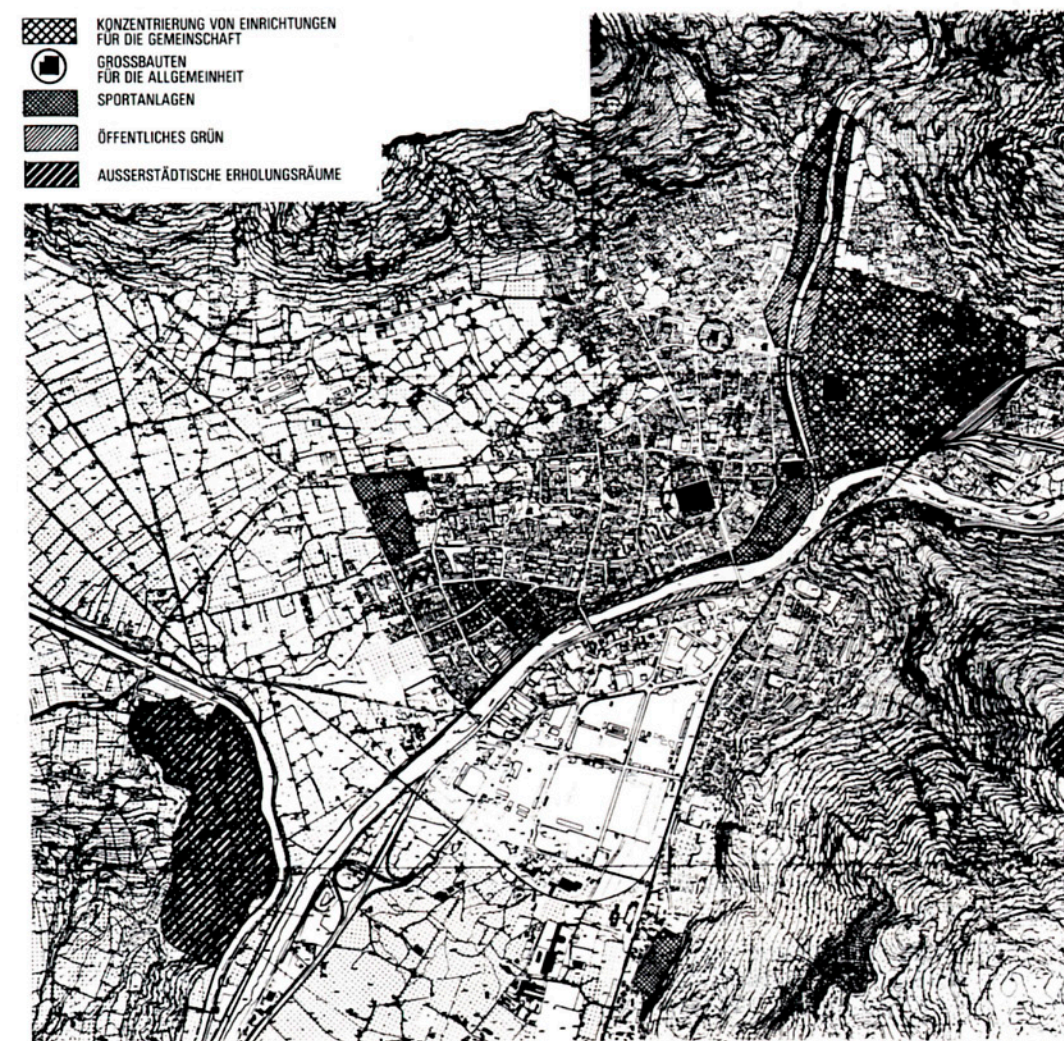 KONZENTRIERUNG VON EINRICHTUNGEN
FÜR DIE GEMEINSCHAFT
GROSSBAUTEN
FÜR DIE ALLGEMEINHEIT
SPORTANLAGEN
ÖFFENTLICHES GRÜN
AUSSERSTÄDTISCHE ERHOLUNGSRÄUME